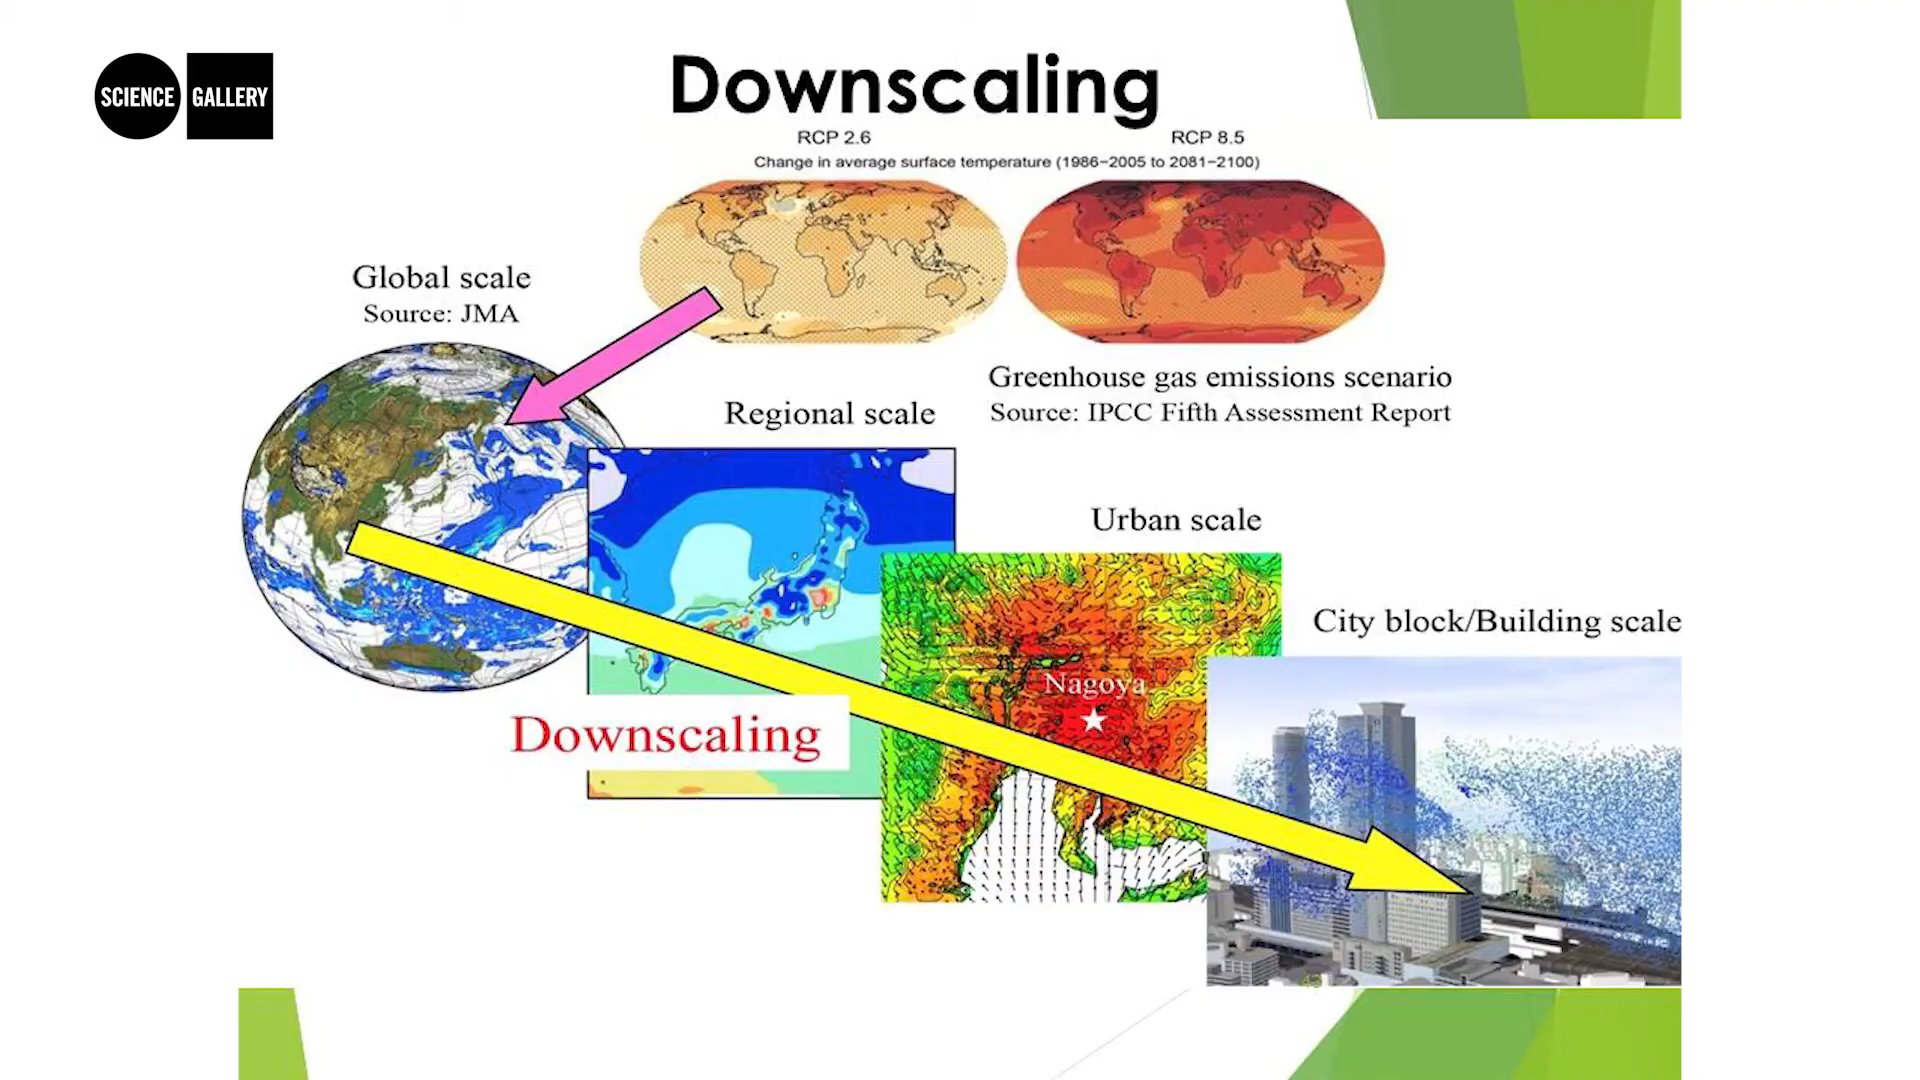 SCIENCE GALLERY
Downscaling
RCP 2.6
RCP 8.5
Change in average surface temperature (1986−2005 to 2081−2100)
Global scale
Source: JMA
Greenhouse gas emissions scenario
Source: IPCC Fifth Assessment Report
Regional scale
Urban scale
City block/Building scale
Nagoya
Downscaling